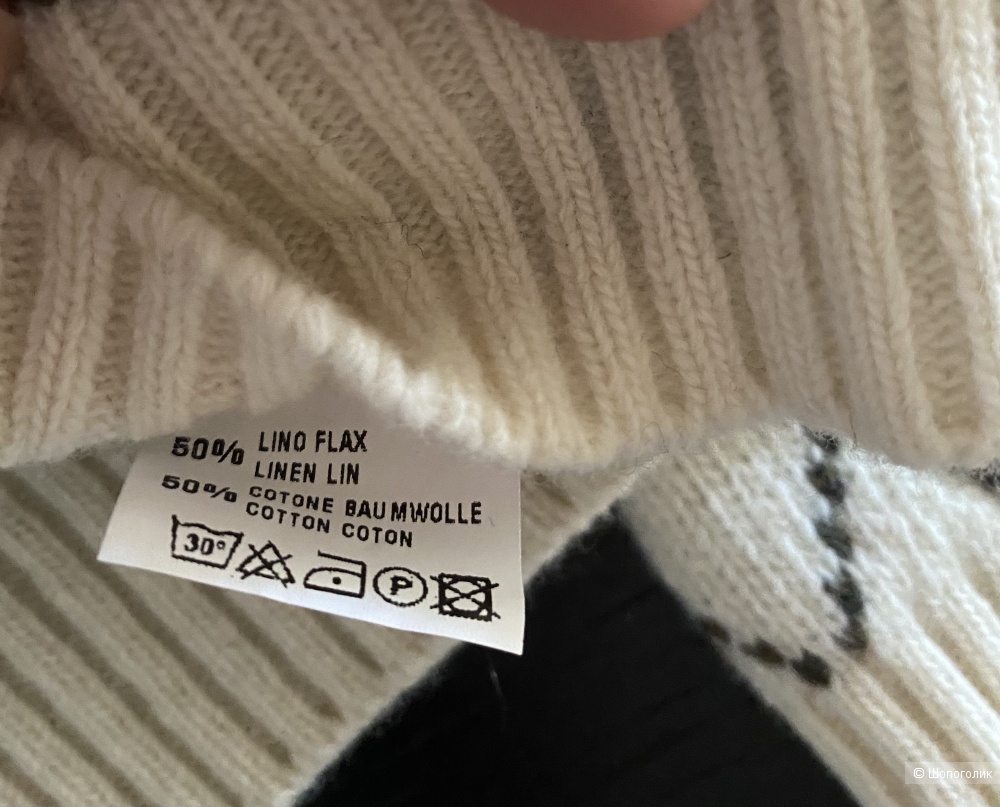 50% LINO FLAX
LINEN LIN
50% COTONE BAUMWOLLE
COTTON COTON
30°
P
© Шопоголик